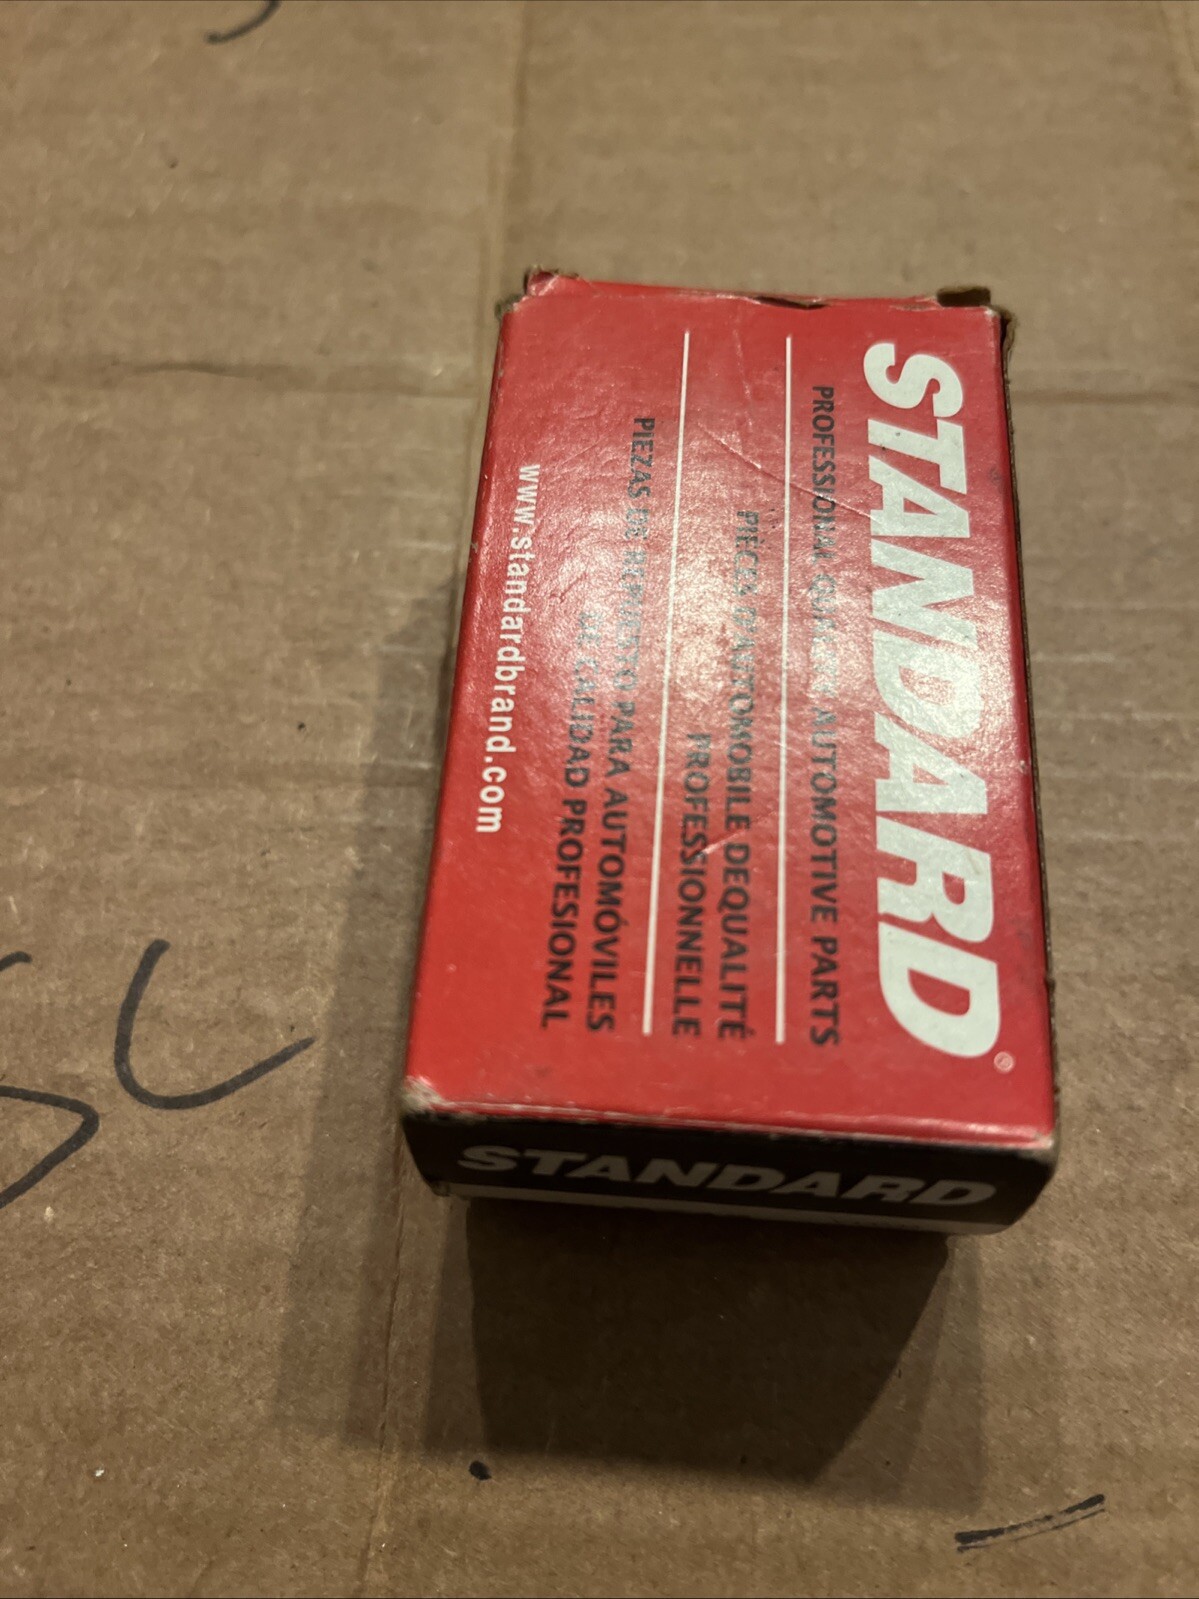 STANDARD®
PROFESSIONAL QUALITY AUTOMOTIVE PARTS
PIÈCES D'AUTOMOBILE DEQUALITÉ
PROFESSIONNELLE
PIEZAS DE REPUESTO PARA AUTOMÓVILES
DE CALIDAD PROFESIONAL
www.standardbrand.com
STANDARD